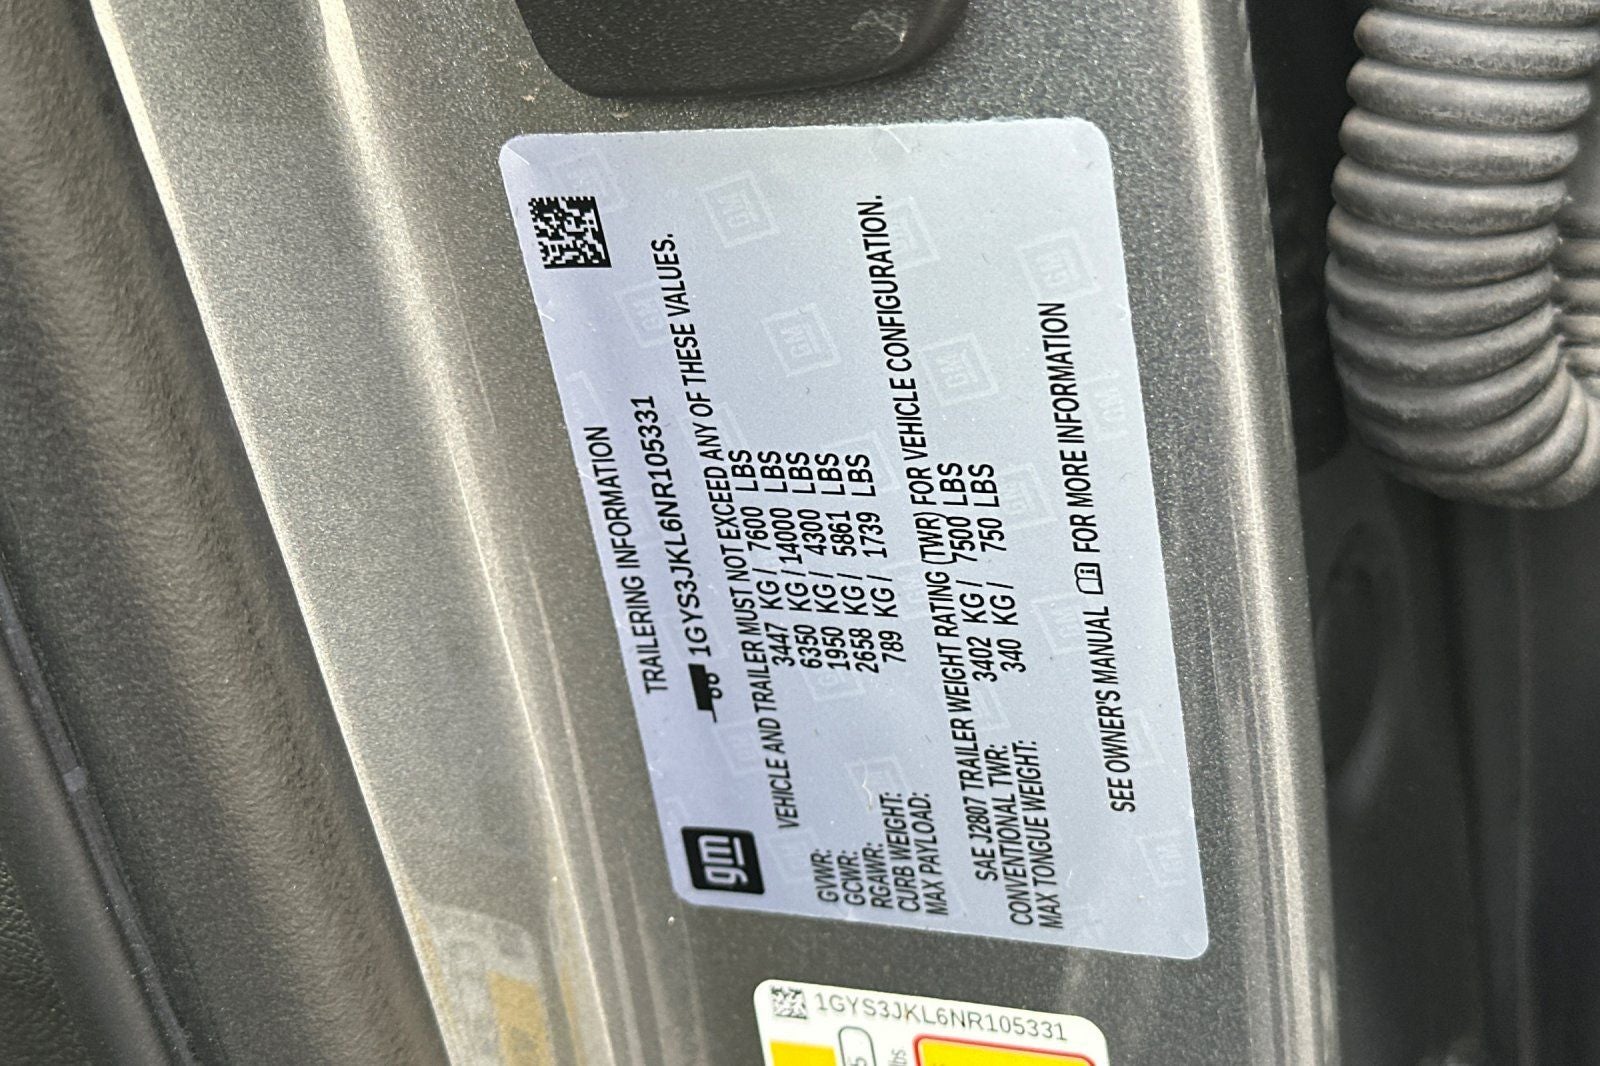 gm
TRAILERING INFORMATION
1GYS3JKL6NR105331
VEHICLE AND TRAILER MUST NOT EXCEED ANY OF THESE VALUES.
GVWR: 3447 KG / 7600 LBS
GCWR: 6350 KG / 14000 LBS
RGAWR: 1950 KG / 4300 LBS
CURB WEIGHT: 2658 KG / 5861 LBS
MAX PAYLOAD: 789 KG / 1739 LBS
SAE J2807 TRAILER WEIGHT RATING (TWR) FOR VEHICLE CONFIGURATION.
CONVENTIONAL TWR: 3402 KG / 7500 LBS
MAX TONGUE WEIGHT: 340 KG / 750 LBS
SEE OWNER'S MANUAL FOR MORE INFORMATION
1GYS3JKL6NR105331
lbs.